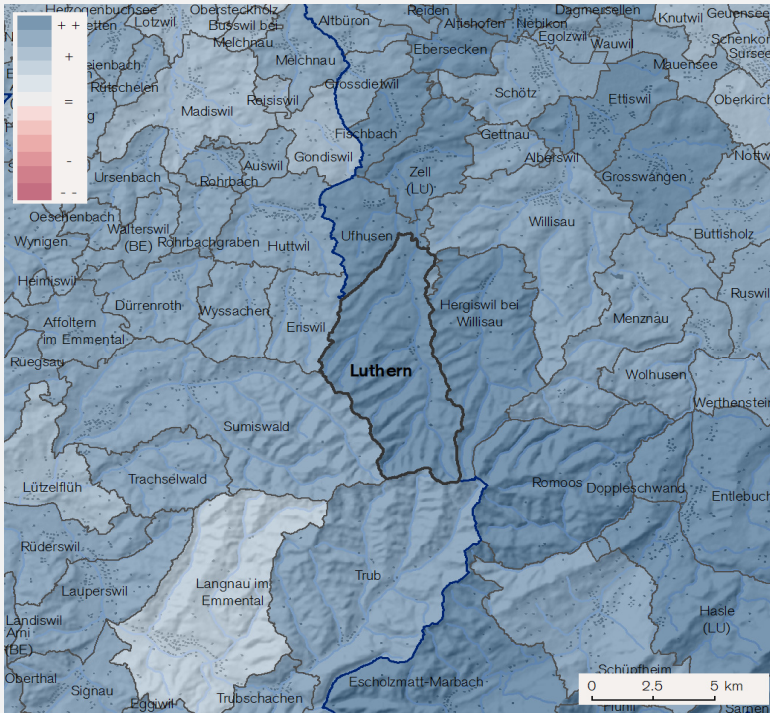 Herzogenbuchsee
Obersteckholz
Reiden
Dagmersellen
Lotzwil
Busswil bei
Melchnau
Altbüron
Altishofen
Nebikon
Knutwil
Geuensee
Egolzwil
Wauwil
Schenkon
Ebersecken
Sursee
Melchnau
Mauensee
++
+
=
-
--
Rütschelen
Grossdietwil
Reisiswil
Schötz
Ettiswil
Oberkirch
Madiswil
Fischbach
Gettnau
Gondiswil
Alberswil
Auswil
Zell
(LU)
Ursenbach
Rohrbach
Grosswangen
Oeschenbach
Walterswil
(BE)
Rohrbachgraben
Willisau
Wynigen
Huttwil
Ufhusen
Buttisholz
Heimiswil
Dürrenroth
Wyssachen
Hergiswil bei
Willisau
Ruswil
Affoltern
im Emmental
Eriswil
Menznau
Ruegsau
Luthern
Wolhusen
Werthenstein
Sumiswald
Lützelflüh
Trachselwald
Romoos
Doppleschwand
Entlebuch
Rüderswil
Trub
Langnau im
Emmental
Lauperswil
Landiswil
Arni
(BE)
Hasle
(LU)
Oberthal
Signau
Eggiwil
Trubschachen
Escholzmatt-Marbach
Schüpfheim
0
2.5
5 km